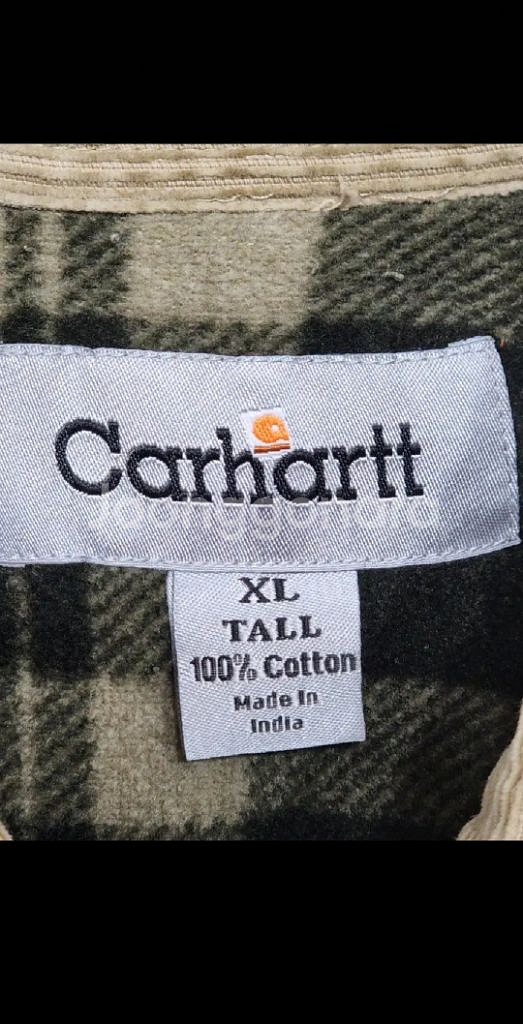 Carhartt
XL
TALL
100% Cotton
Made In
India